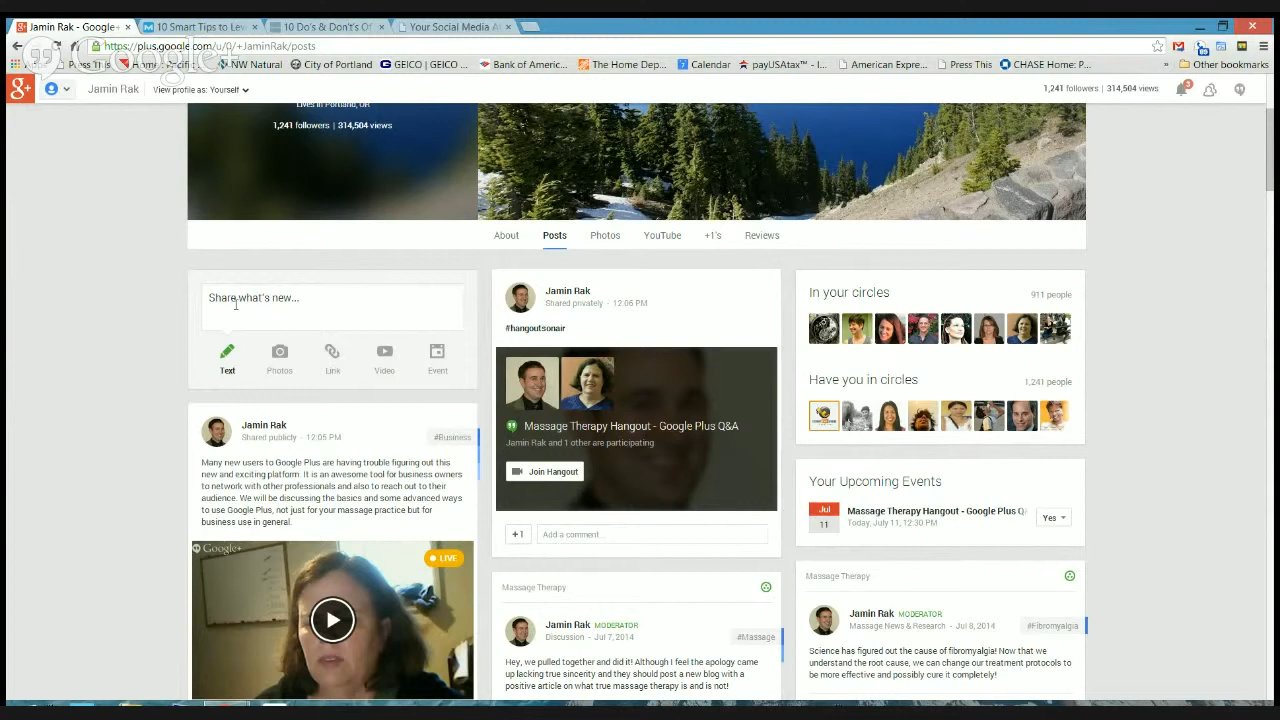 Jamin Rak - Google+
10 Smart Tips to Lev
10 Do's & Don'ts Of
Your Social Media A
https://plus.google.com/u/0/+JaminRak/posts
Press This
NW Natural
City of Portland
GEICO | GEICO ...
Bank of Americ...
The Home Dep...
Calendar
payUSAtax™ - I...
American Expre...
Press This
CHASE Home: P...
»
Other bookmarks
Google+
g+
Jamin Rak
View profile as: Yourself
1,241 followers | 314,504 views
3
Lives in Portland, OR
1,241 followers | 314,504 views
About
Posts
Photos
YouTube
+1's
Reviews
Share what's new...
Text
Photos
Link
Video
Event
Jamin Rak
Shared publicly - 12:05 PM
#Business
Many new users to Google Plus are having trouble figuring out this
new and exciting platform. It is an awesome tool for business owners
to network with other professionals and also to reach out to their
audience. We will be discussing the basics and some advanced ways
to use Google Plus, not just for your massage practice but for
business use in general.
Google+
LIVE
Jamin Rak
Shared privately - 12:06 PM
#hangoutsonair
Massage Therapy Hangout - Google Plus Q&A
Jamin Rak and 1 other are participating
Join Hangout
+1
Add a comment...
Massage Therapy
Jamin Rak MODERATOR
Discussion - Jul 7, 2014
#Massage
Hey, we pulled together and did it! Although I feel the apology came
up lacking true sincerity and they should post a new blog with a
positive article on what true massage therapy is and is not!
In your circles
911 people
Have you in circles
1,241 people
Your Upcoming Events
Jul
11
Massage Therapy Hangout - Google Plus Q
Today, July 11, 12:30 PM
Yes
Massage Therapy
Jamin Rak MODERATOR
Massage News & Research - Jul 8, 2014
#Fibromyalgia
Science has figured out the cause of fibromyalgia! Now that we
understand the root cause, we can change our treatment protocols to
be more effective and possibly cure it completely!